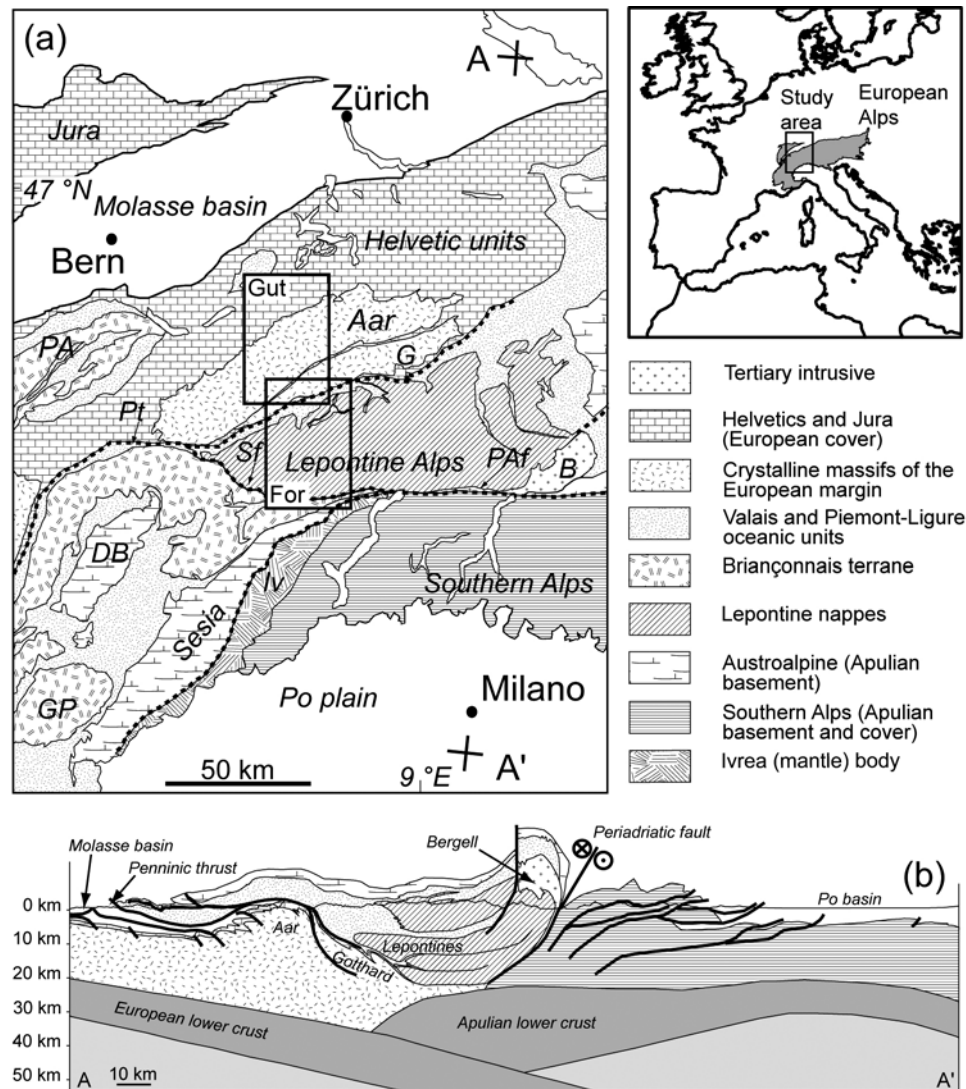 (a)
A
Zürich
Jura
47 °N
Molasse basin
Bern
Helvetic units
Gut
Aar
PA
G
Pt
Sf
Lepontine Alps
PAf
B
For
DB
Iv
Southern Alps
Sesia
GP
Po plain
Milano
50 km
9 °E
A'
Study
area
European
Alps
Tertiary intrusive
Helvetics and Jura
(European cover)
Crystalline massifs of the
European margin
Valais and Piemont-Ligure
oceanic units
Briançonnais terrane
Lepontine nappes
Austroalpine (Apulian
basement)
Southern Alps (Apulian
basement and cover)
Ivrea (mantle) body
(b)
Molasse basin
Penninic thrust
Bergell
Periadriatic fault
Po basin
0 km
10 km
20 km
30 km
40 km
50 km
Aar
Gotthard
Lepontines
European lower crust
Apulian lower crust
A
10 km
A'